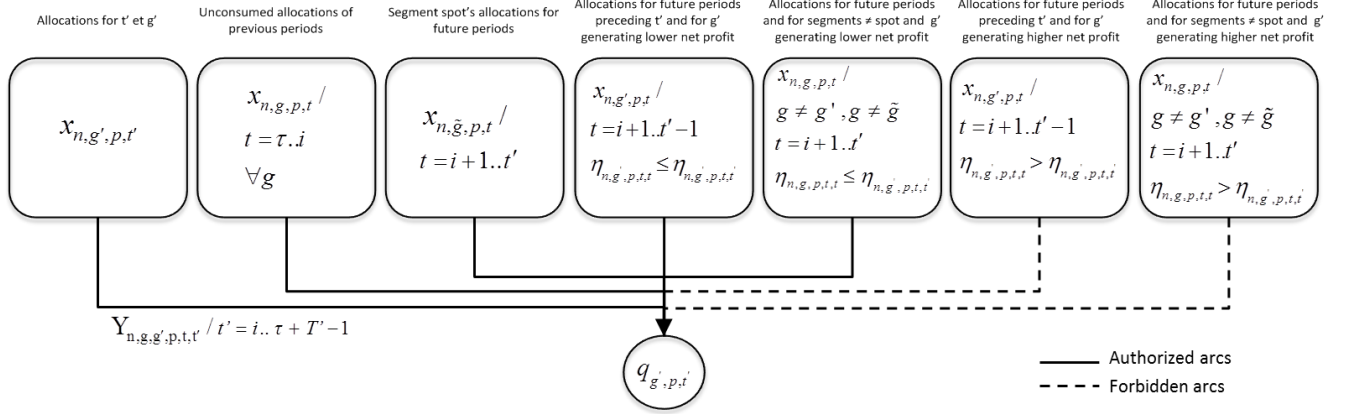 Allocations for t' et g'
Unconsumed allocations of
previous periods
Segment spot's allocations for
future periods
Allocations for future periods
preceding t' and for g'
generating lower net profit
Allocations for future periods
and for segments ≠ spot and g'
generating lower net profit
Allocations for future periods
preceding t' and for g'
generating higher net profit
Allocations for future periods
and for segments ≠ spot and g'
generating higher net profit
x_{n,g',p,t'}
x_{n,g,p,t} /
t = τ..i
∀g
x_{n,g̃,p,t} /
t = i+1..t'
x_{n,g',p,t} /
t = i+1..t'−1
η_{n,g',p,t,t} ≤ η_{n,g',p,t,t'}
x_{n,g,p,t} /
g ≠ g' , g ≠ g̃
t = i+1..t'
η_{n,g,p,t,t} ≤ η_{n,g',p,t,t'}
x_{n,g',p,t} /
t = i+1..t'−1
η_{n,g',p,t,t} > η_{n,g',p,t,t'}
x_{n,g,p,t} /
g ≠ g' , g ≠ g̃
t = i+1..t'
η_{n,g,p,t,t} > η_{n,g',p,t,t'}
Y_{n,g,g',p,t,t'} / t' = i.. τ + T'−1
q_{g',p,t'}
Authorized arcs
Forbidden arcs